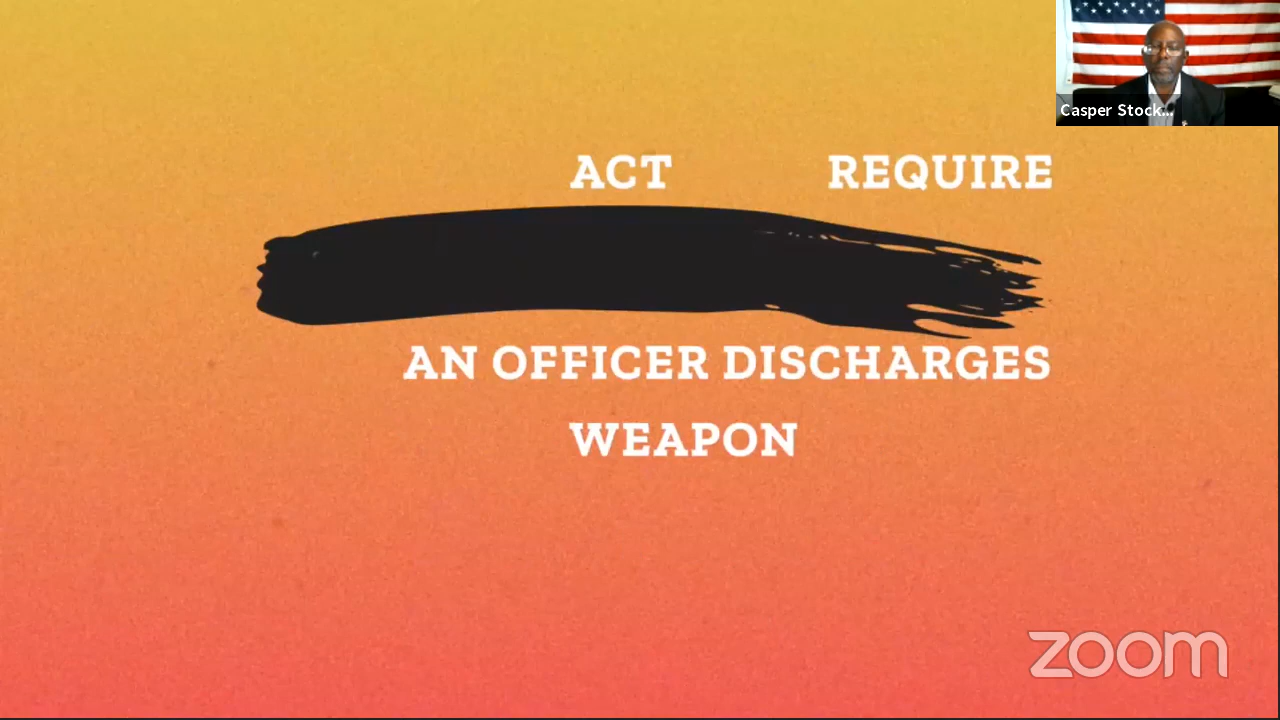 Casper Stock...
ACT REQUIRE
AN OFFICER DISCHARGES
WEAPON
zoom